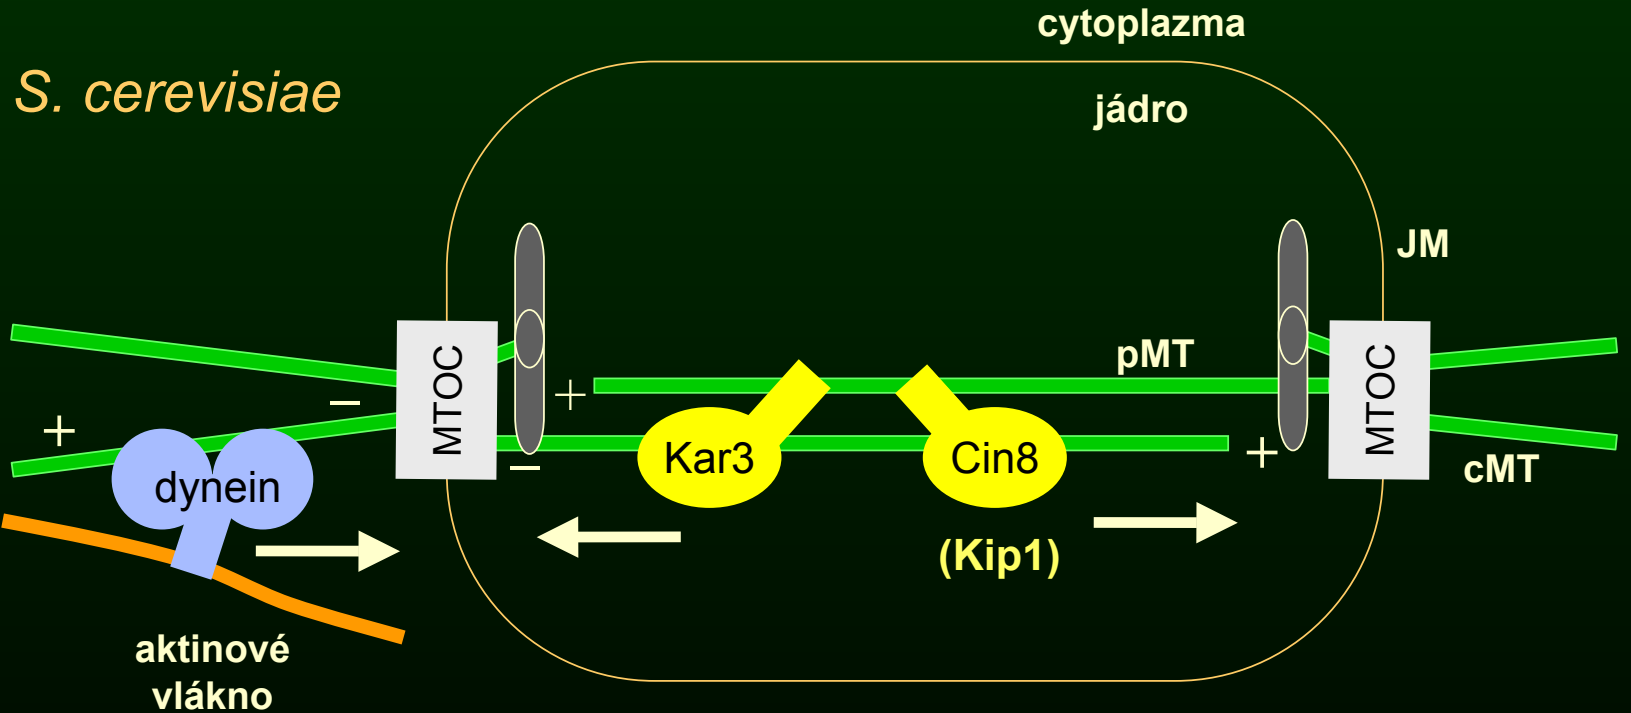 cytoplazma
S. cerevisiae
jádro
JM
MTOC
pMT
MTOC
+
−
+
dynein
Kar3
Cin8
−
+
cMT
(Kip1)
aktinové
vlákno